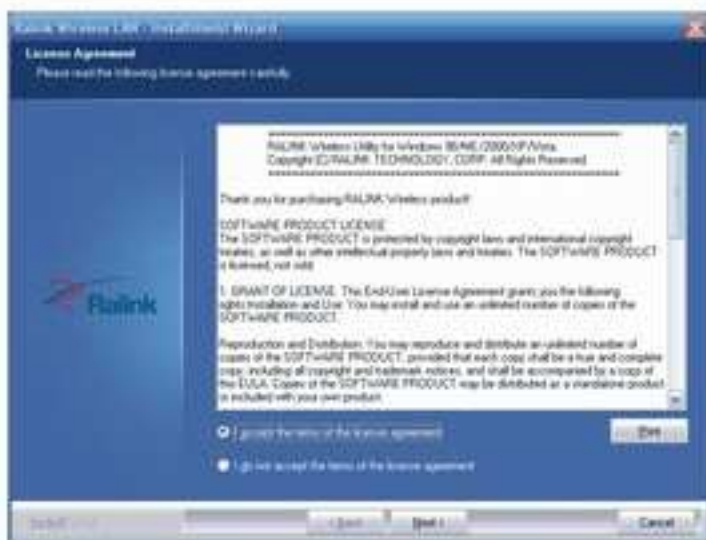 Ralink Wireless LAN - Installshield Wizard
License Agreement
Please read the following license agreement carefully.
RALINK Wireless Utility for Windows 98/ME/2000/XP/Vista
Copyright (C) RALINK TECHNOLOGY, CORP. All Rights Reserved.
Thank you for purchasing RALINK Wireless product!
SOFTWARE PRODUCT LICENSE
The SOFTWARE PRODUCT is protected by copyright laws and international copyright
treaties, as well as other intellectual property laws and treaties. The SOFTWARE PRODUCT
is licensed, not sold.
1. GRANT OF LICENSE. This End-User License Agreement grants you the following
rights Installation and Use. You may install and use an unlimited number of copies of the
SOFTWARE PRODUCT.
Reproduction and Distribution. You may reproduce and distribute an unlimited number of
copies of the SOFTWARE PRODUCT, provided that each copy shall be a true and complete
copy, including all copyright and trademark notices, and shall be accompanied by a copy of
this EULA. Copies of the SOFTWARE PRODUCT may be distributed as a standalone product
or included with your own product.
Ralink
I accept the terms of the license agreement
Print
I do not accept the terms of the license agreement
< Back
Next >
Cancel